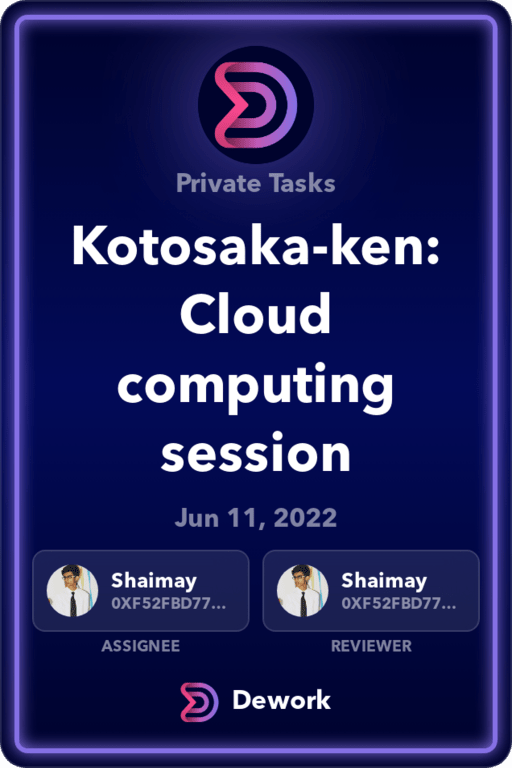 Private Tasks
Kotosaka-ken:
Cloud
computing
session
Jun 11, 2022
Shaimay
0XF52FBD77...
ASSIGNEE
Shaimay
0XF52FBD77...
REVIEWER
Dework